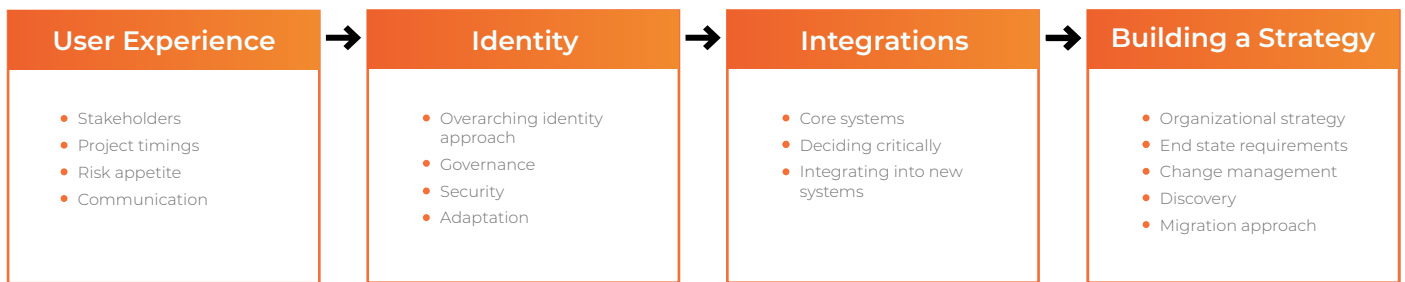 User Experience
Stakeholders
Project timings
Risk appetite
Communication
Identity
Overarching identity
approach
Governance
Security
Adaptation
Integrations
Core systems
Deciding critically
Integrating into new
systems
Building a Strategy
Organizational strategy
End state requirements
Change management
Discovery
Migration approach